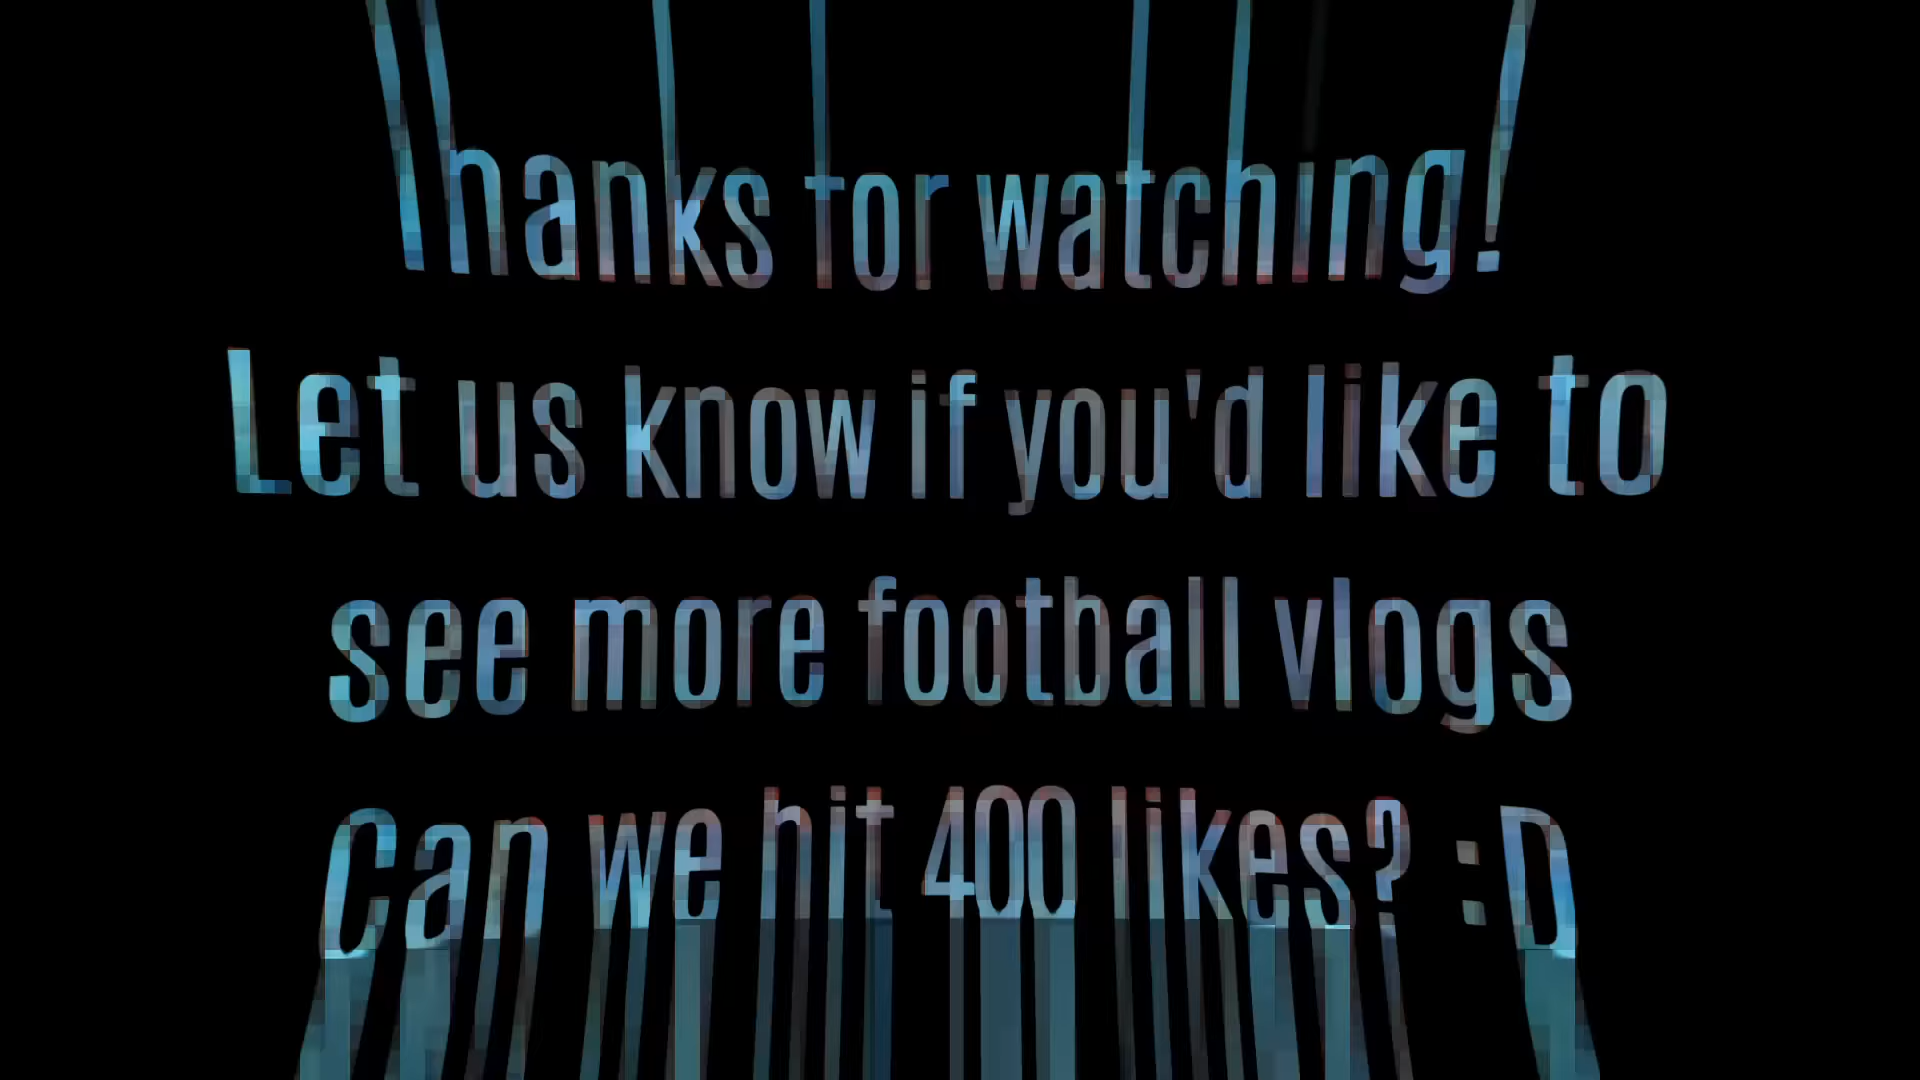 Thanks for watching!
Let us know if you'd like to
see more football vlogs
Can we hit 400 likes? :D